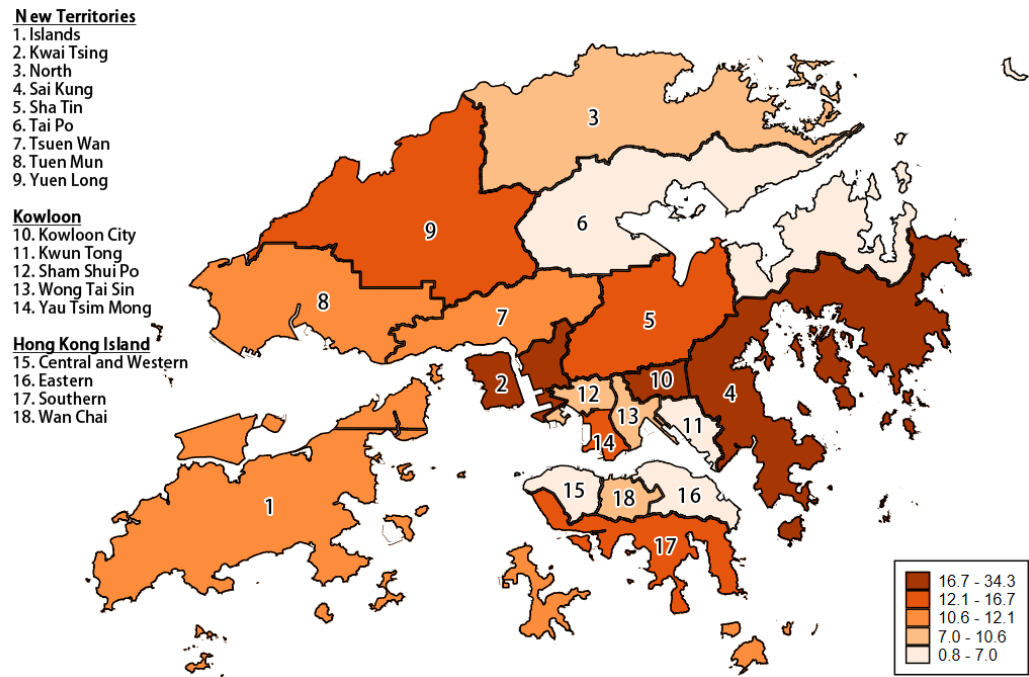 New Territories
1. Islands
2. Kwai Tsing
3. North
4. Sai Kung
5. Sha Tin
6. Tai Po
7. Tsuen Wan
8. Tuen Mun
9. Yuen Long
Kowloon
10. Kowloon City
11. Kwun Tong
12. Sham Shui Po
13. Wong Tai Sin
14. Yau Tsim Mong
Hong Kong Island
15. Central and Western
16. Eastern
17. Southern
18. Wan Chai
3
6
9
8
7
5
2
12
10
4
13
11
14
15
18
16
1
17
16.7 - 34.3
12.1 - 16.7
10.6 - 12.1
7.0 - 10.6
0.8 - 7.0